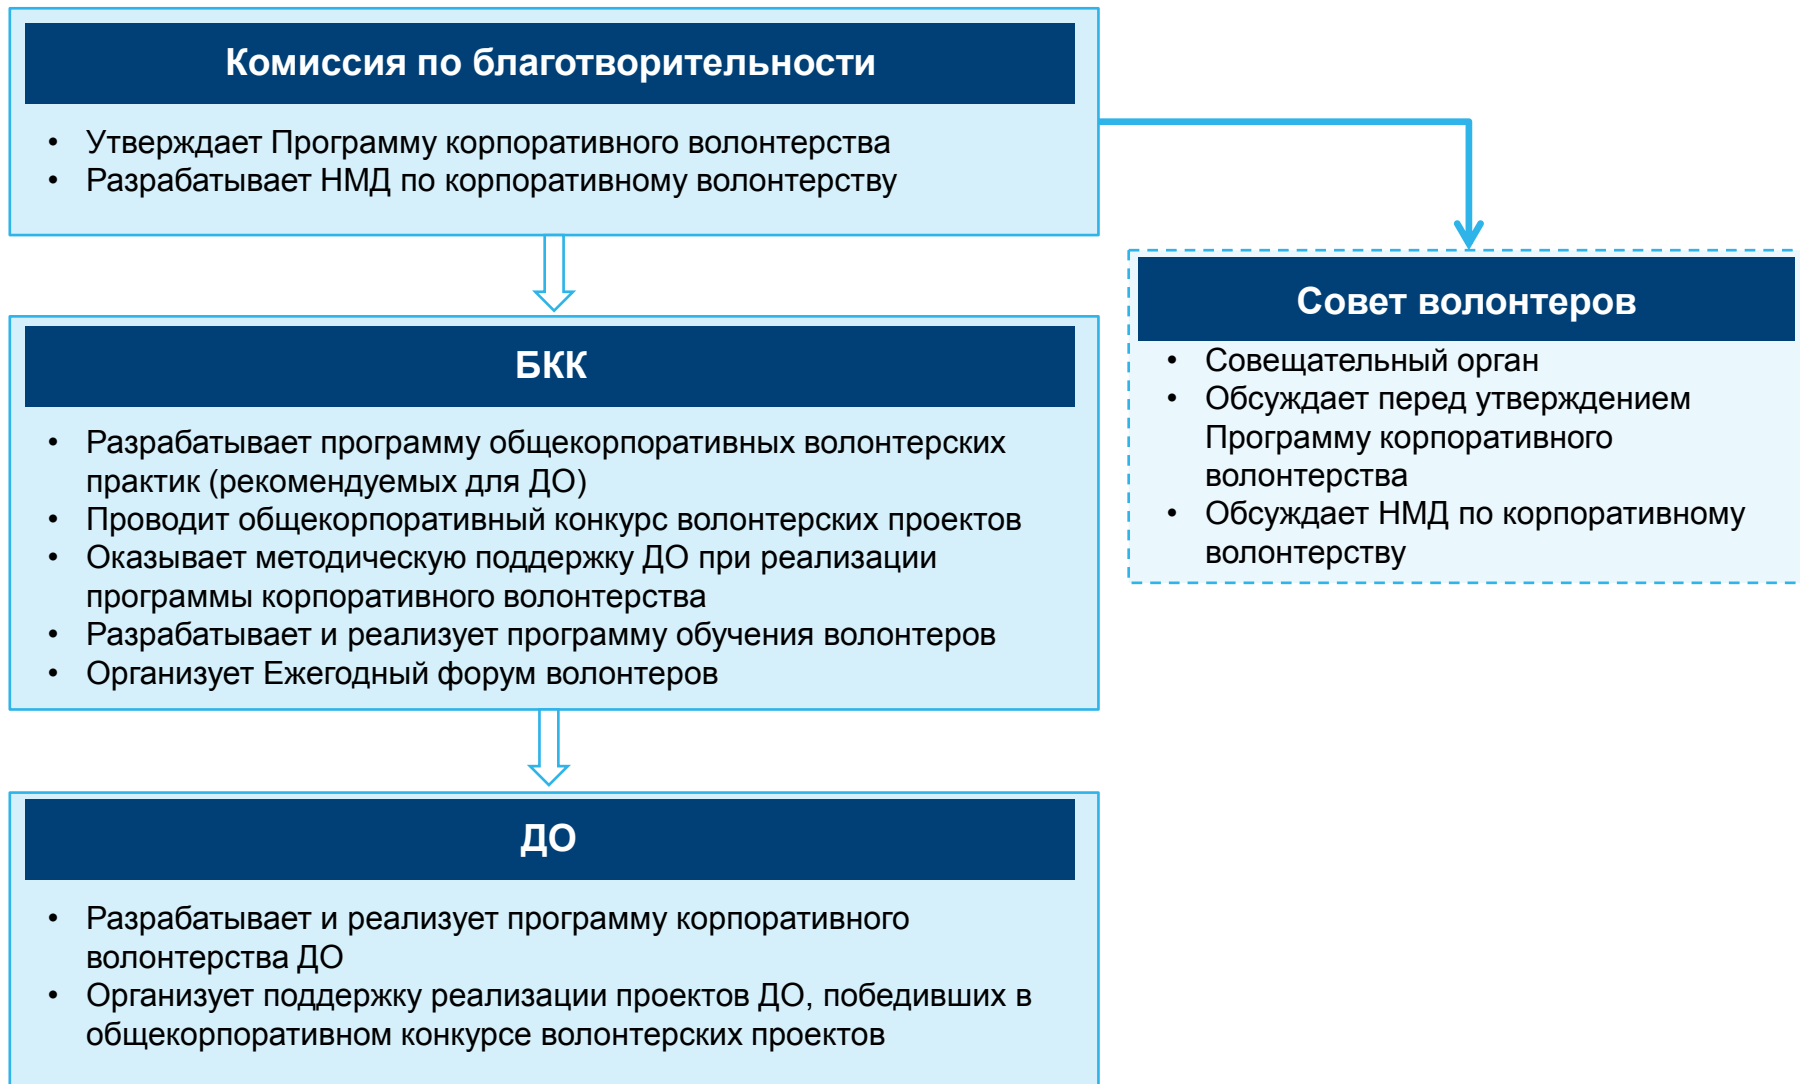 Комиссия по благотворительности
• Утверждает Программу корпоративного волонтерства
• Разрабатывает НМД по корпоративному волонтерству
БКК
• Разрабатывает программу общекорпоративных волонтерских
практик (рекомендуемых для ДО)
• Проводит общекорпоративный конкурс волонтерских проектов
• Оказывает методическую поддержку ДО при реализации
программы корпоративного волонтерства
• Разрабатывает и реализует программу обучения волонтеров
• Организует Ежегодный форум волонтеров
ДО
• Разрабатывает и реализует программу корпоративного
волонтерства ДО
• Организует поддержку реализации проектов ДО, победивших в
общекорпоративном конкурсе волонтерских проектов
Совет волонтеров
• Совещательный орган
• Обсуждает перед утверждением
Программу корпоративного
волонтерства
• Обсуждает НМД по корпоративному
волонтерству